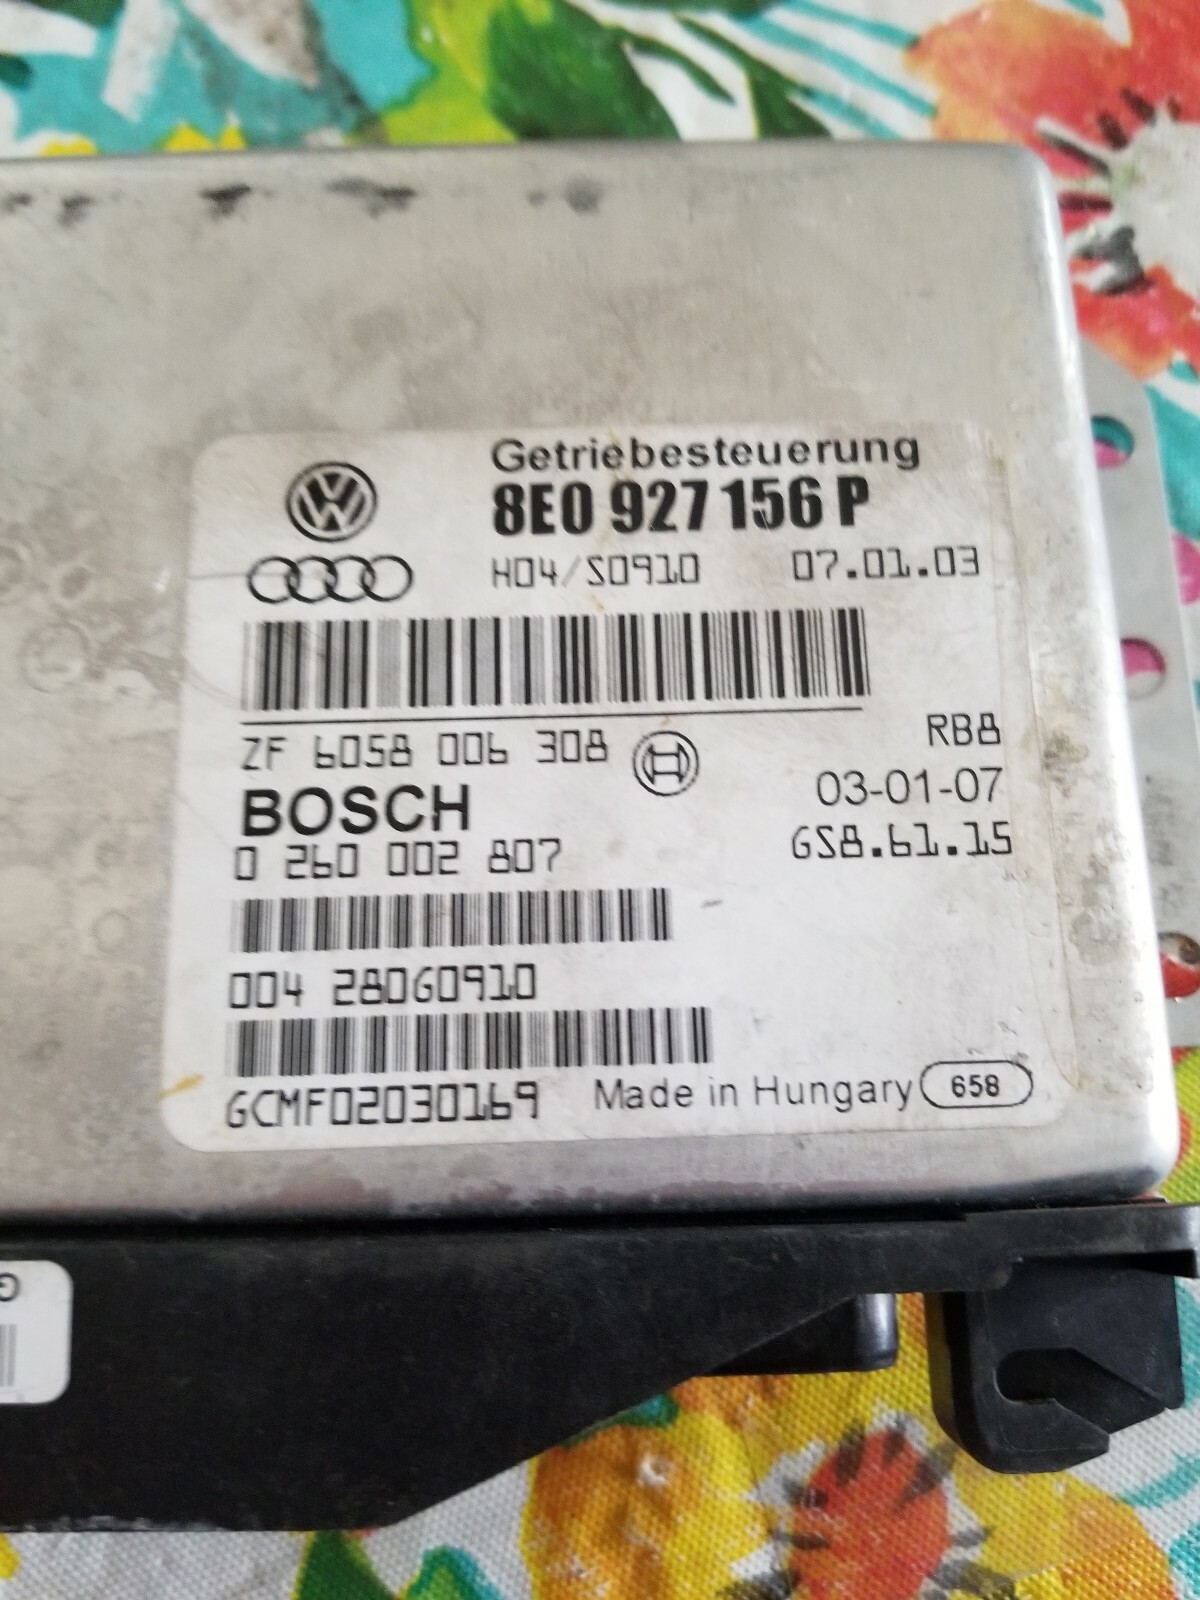 Getriebesteuerung
8E0 927 156 P
H04/S0910 07.01.03
ZF 6058 006 308
RB8
BOSCH
03-01-07
0 260 002 807
GS8.61.15
004 280G0910
GCMF02030169
Made in Hungary 658
G